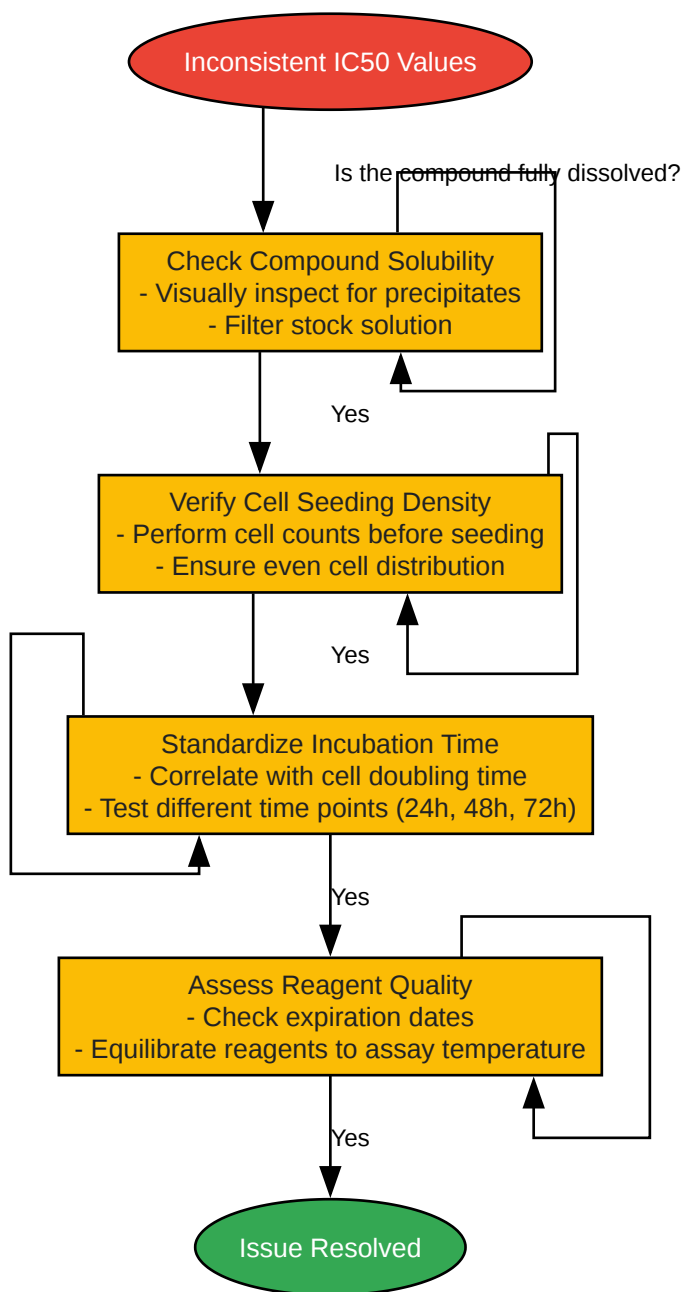 Inconsistent IC50 Values
Is the compound fully dissolved?
Check Compound Solubility
- Visually inspect for precipitates
- Filter stock solution
Yes
Verify Cell Seeding Density
- Perform cell counts before seeding
- Ensure even cell distribution
Yes
Standardize Incubation Time
- Correlate with cell doubling time
- Test different time points (24h, 48h, 72h)
Yes
Assess Reagent Quality
- Check expiration dates
- Equilibrate reagents to assay temperature
Yes
Issue Resolved